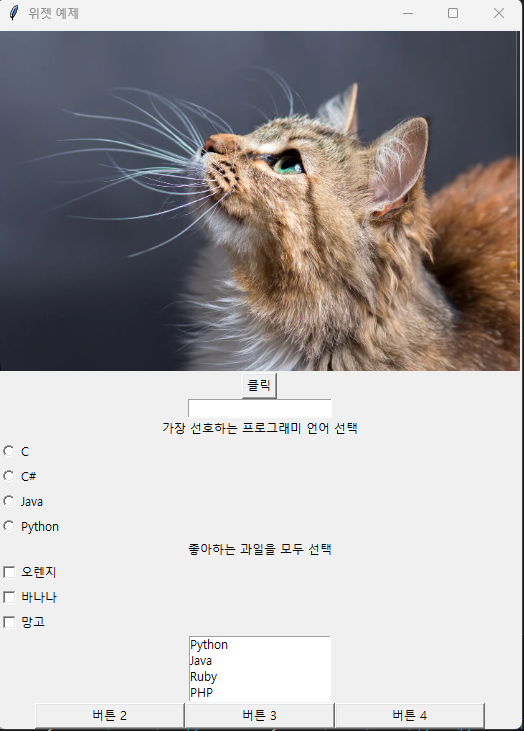 위젯 예제
클릭
가장 선호하는 프로그래미 언어 선택
C
C#
Java
Python
좋아하는 과일을 모두 선택
오렌지
바나나
망고
Python
Java
Ruby
PHP
버튼 2 버튼 3 버튼 4